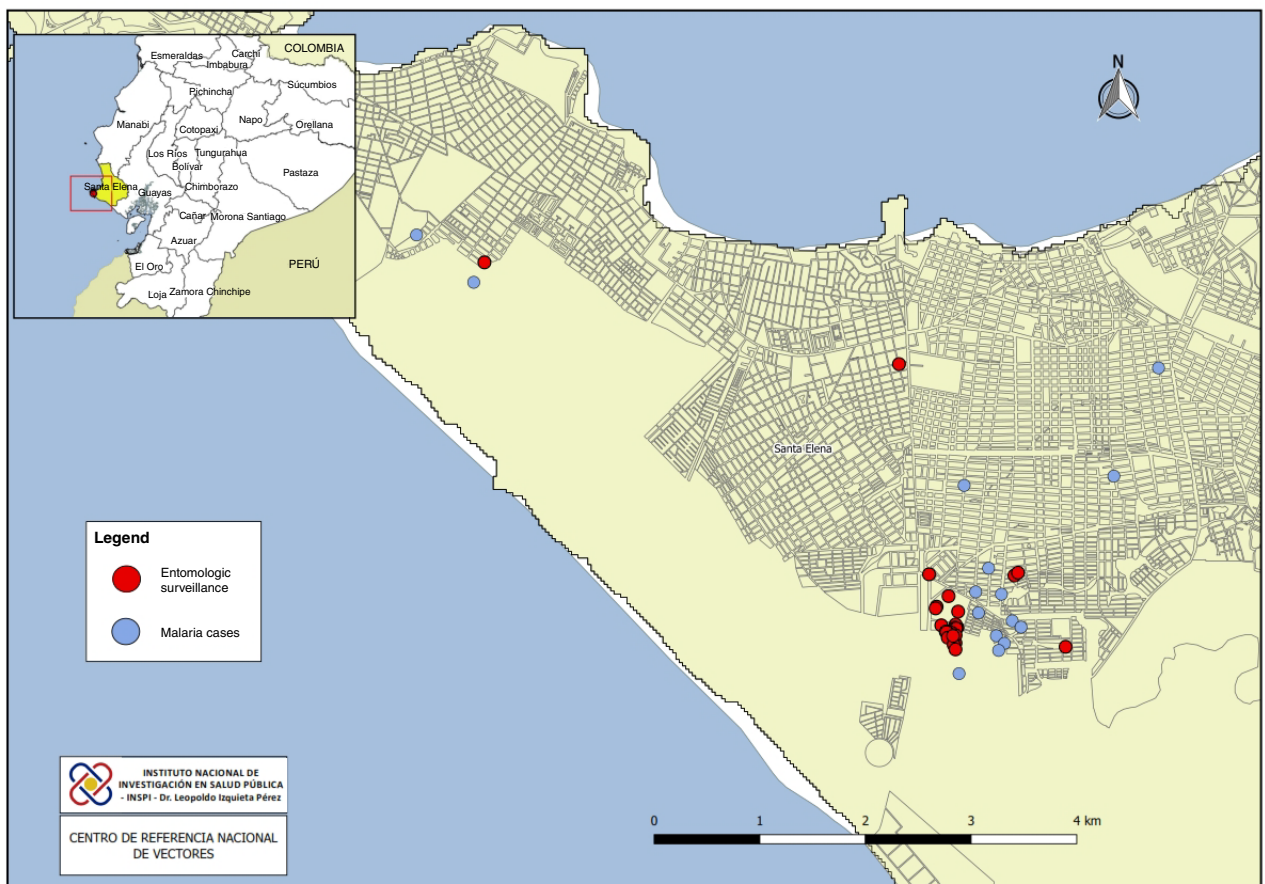 COLOMBIA
Esmeraldas
Carchi
Imbabura
Pichincha
Súcumbios
Manabi
Cotopaxi
Napo
Orellana
Los Ríos
Tungurahua
Bolívar
Pastaza
Santa Elena
Guayas
Chimborazo
Cañar
Morona Santiago
Azuar
El Oro
PERÚ
Loja
Zamora Chinchipe
N
Santa Elena
Legend
Entomologic
surveillance
Malaria cases
INSTITUTO NACIONAL DE
INVESTIGACIÓN EN SALUD PÚBLICA
- INSPI - Dr. Leopoldo Izquieta Pérez
CENTRO DE REFERENCIA NACIONAL
DE VECTORES
0 1 2 3 4 km